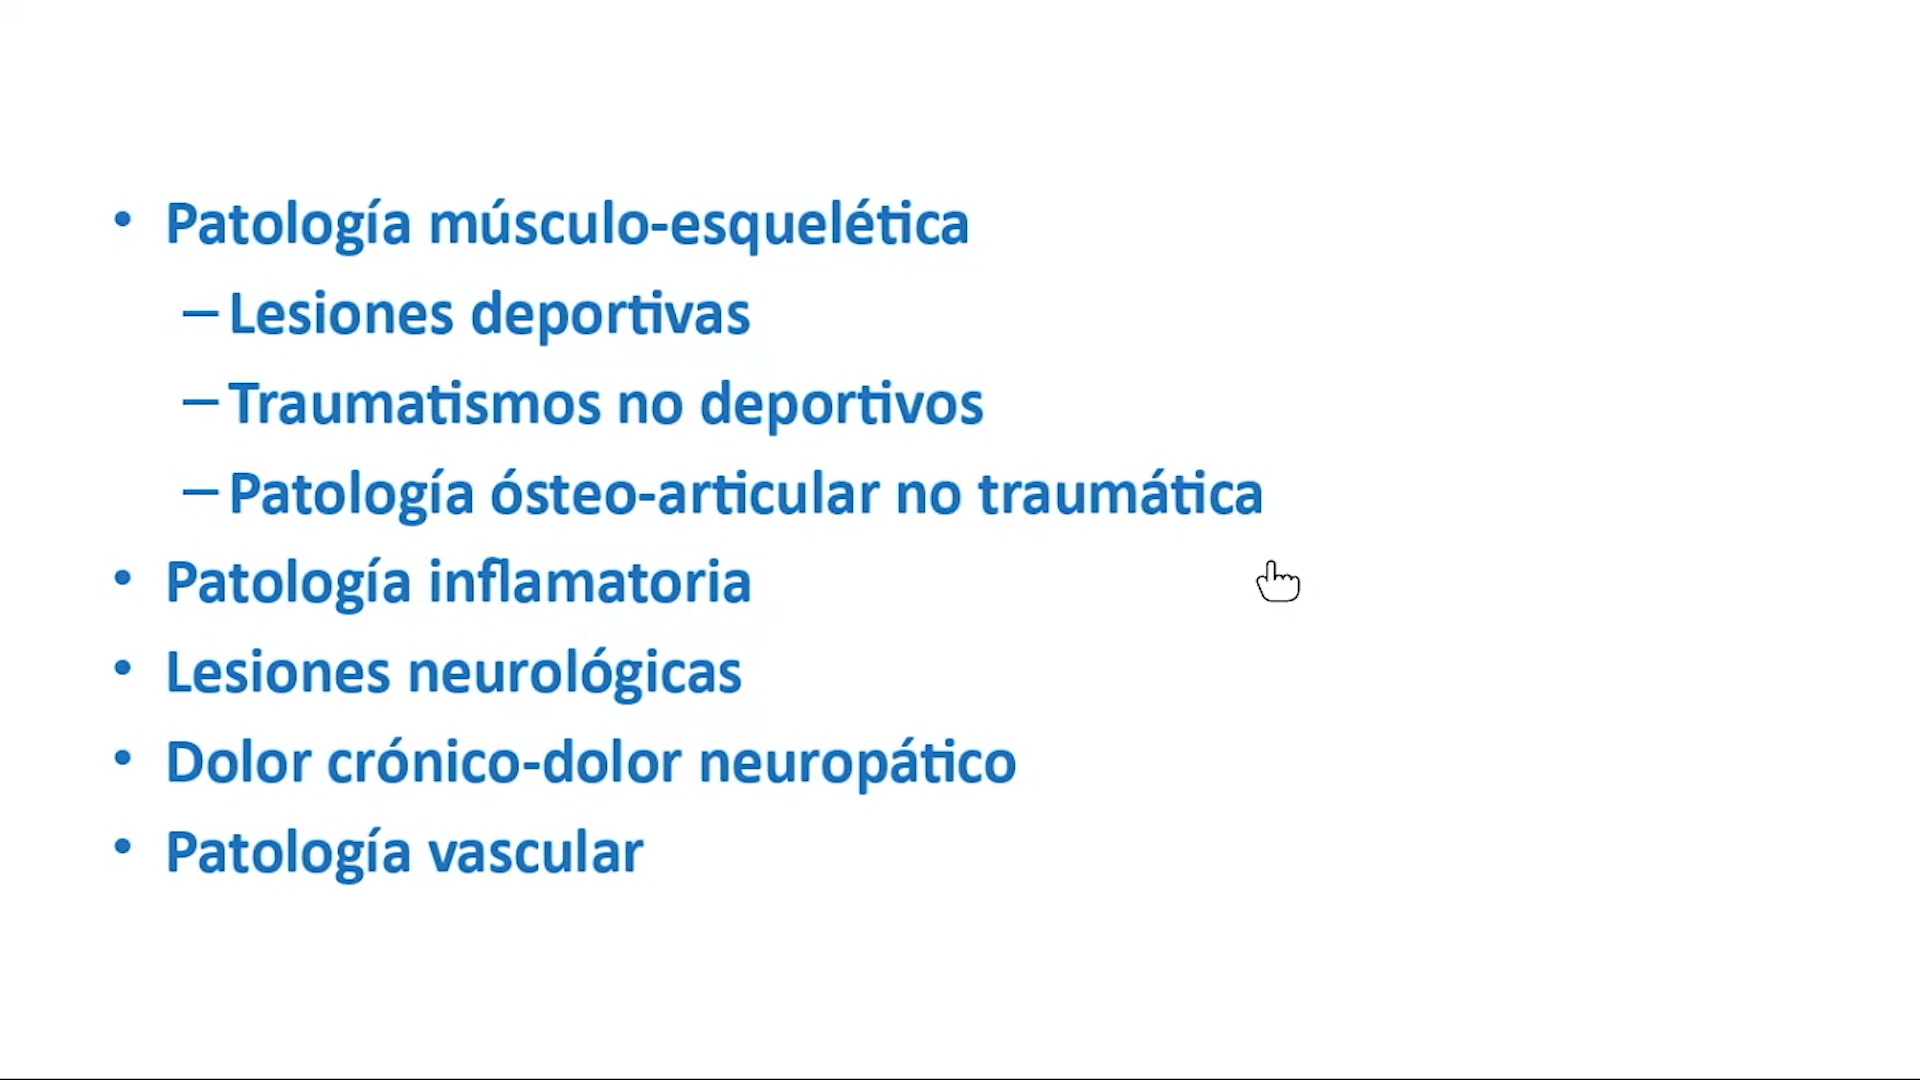 • Patología músculo-esquelética
– Lesiones deportivas
– Traumatismos no deportivos
– Patología ósteo-articular no traumática
• Patología inflamatoria
• Lesiones neurológicas
• Dolor crónico-dolor neuropático
• Patología vascular